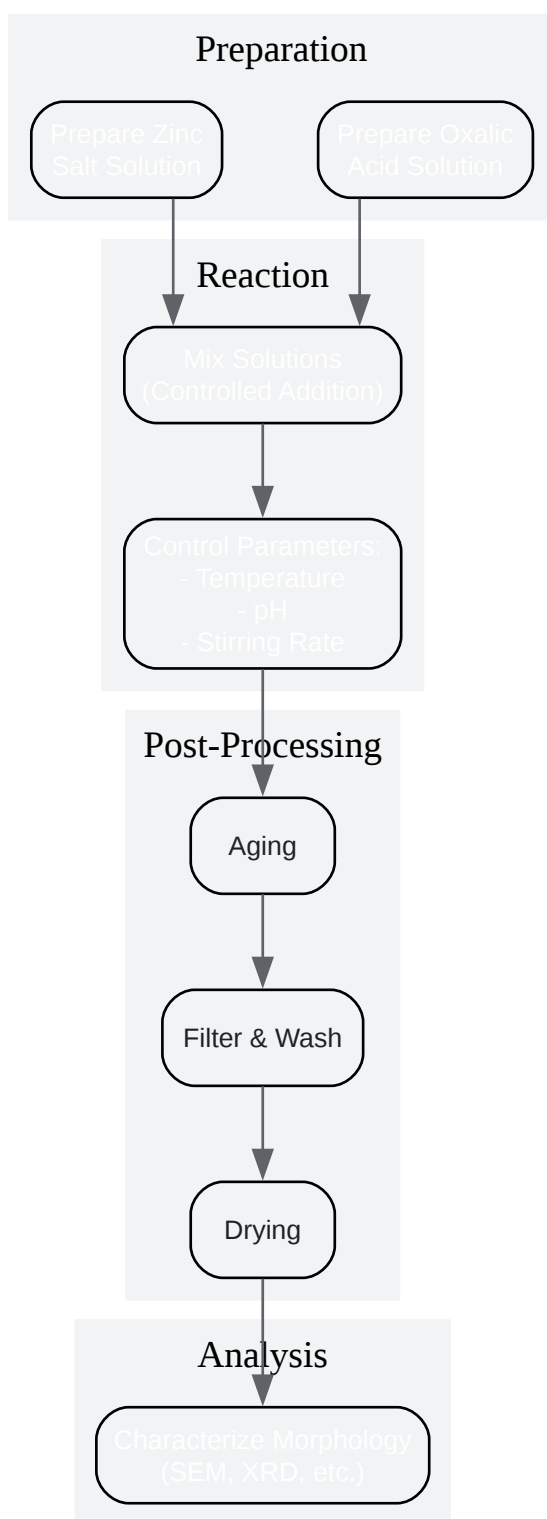 Preparation
Prepare Zinc
Salt Solution
Prepare Oxalic
Acid Solution
Reaction
Mix Solutions
(Controlled Addition)
Control Parameters:
- Temperature
- pH
- Stirring Rate
Post-Processing
Aging
Filter & Wash
Drying
Analysis
Characterize Morphology
(SEM, XRD, etc.)